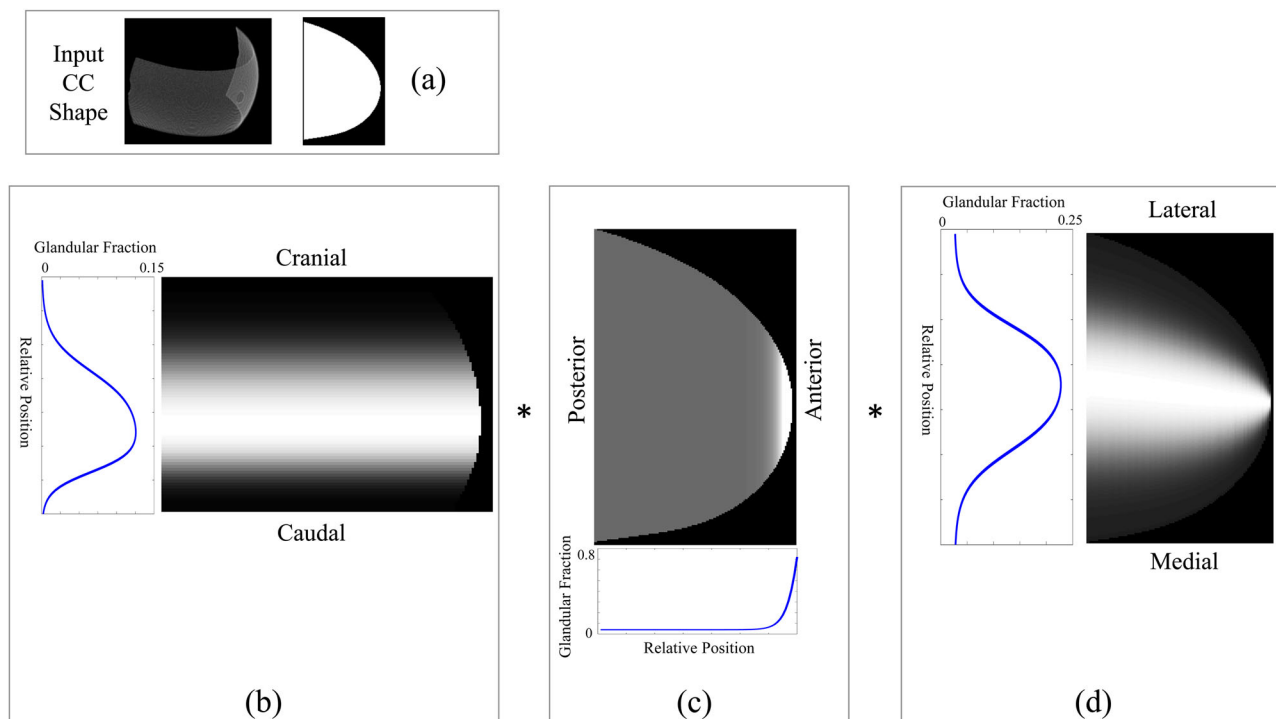 Input
CC
Shape
(a)
Glandular Fraction
0 0.15
Relative Position
Cranial
Caudal
(b)
*
Posterior
Anterior
Glandular Fraction
0.8
0
Relative Position
(c)
*
Glandular Fraction
0 0.25
Relative Position
Lateral
Medial
(d)